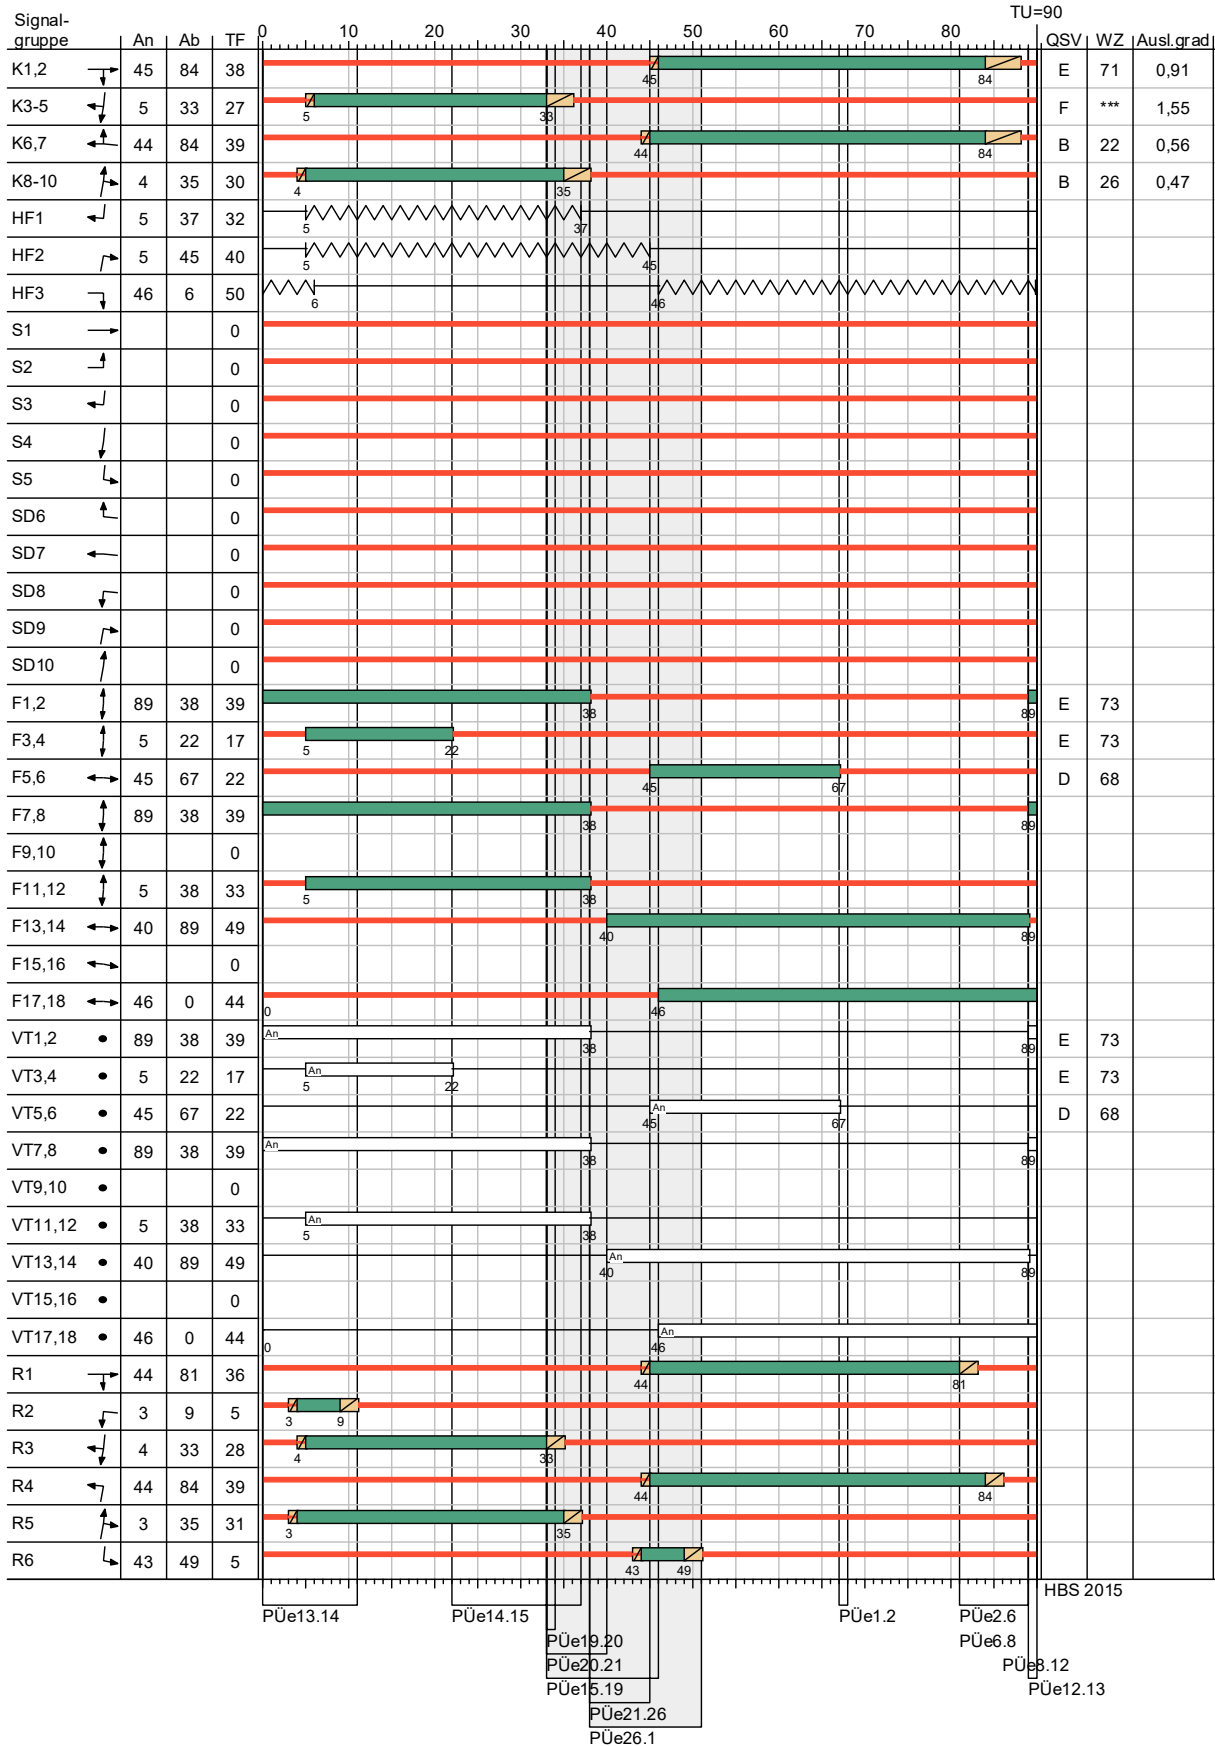 TU=90
Signal-
gruppe An Ab TF 0 10 20 30 40 50 60 70 80 QSV WZ Ausl.grad
K1,2 45 84 38 45 84 E 71 0,91
K3-5 5 33 27 5 33 F *** 1,55
K6,7 44 84 39 44 84 B 22 0,56
K8-10 4 35 30 4 35 B 26 0,47
HF1 5 37 32 5 37
HF2 5 45 40 5 45
HF3 46 6 50 6 46
S1 0
S2 0
S3 0
S4 0
S5 0
SD6 0
SD7 0
SD8 0
SD9 0
SD10 0
F1,2 89 38 39 38 89 E 73
F3,4 5 22 17 5 22 E 73
F5,6 45 67 22 45 67 D 68
F7,8 89 38 39 38 89
F9,10 0
F11,12 5 38 33 5 38
F13,14 40 89 49 40 89
F15,16 0
F17,18 46 0 44 0 46
VT1,2 89 38 39 An 38 89 E 73
VT3,4 5 22 17 An 5 22 E 73
VT5,6 45 67 22 An 45 67 D 68
VT7,8 89 38 39 An 38 89
VT9,10 0
VT11,12 5 38 33 An 5 38
VT13,14 40 89 49 An 40 89
VT15,16 0
VT17,18 46 0 44 An 0 46
R1 44 81 36 44 81
R2 3 9 5 3 9
R3 4 33 28 4 33
R4 44 84 39 44 84
R5 3 35 31 3 35
R6 43 49 5 43 49
HBS 2015
PÜe13.14 PÜe14.15 PÜe1.2 PÜe2.6
PÜe19.20 PÜe6.8
PÜe20.21 PÜe8.12
PÜe15.19 PÜe12.13
PÜe21.26
PÜe26.1